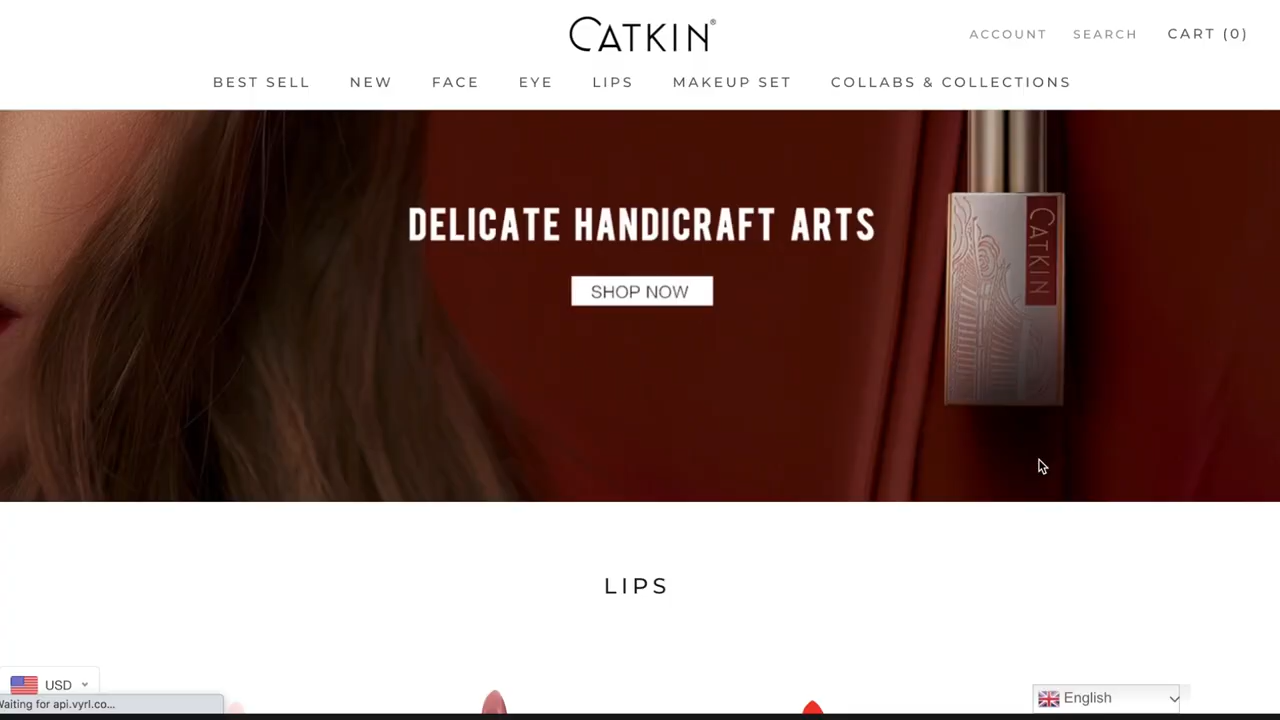 CATKIN®
ACCOUNT SEARCH CART (0)
BEST SELL NEW FACE EYE LIPS MAKEUP SET COLLABS & COLLECTIONS
DELICATE HANDICRAFT ARTS
SHOP NOW
CATKIN
LIPS
USD
Waiting for api.vyrl.co...
English